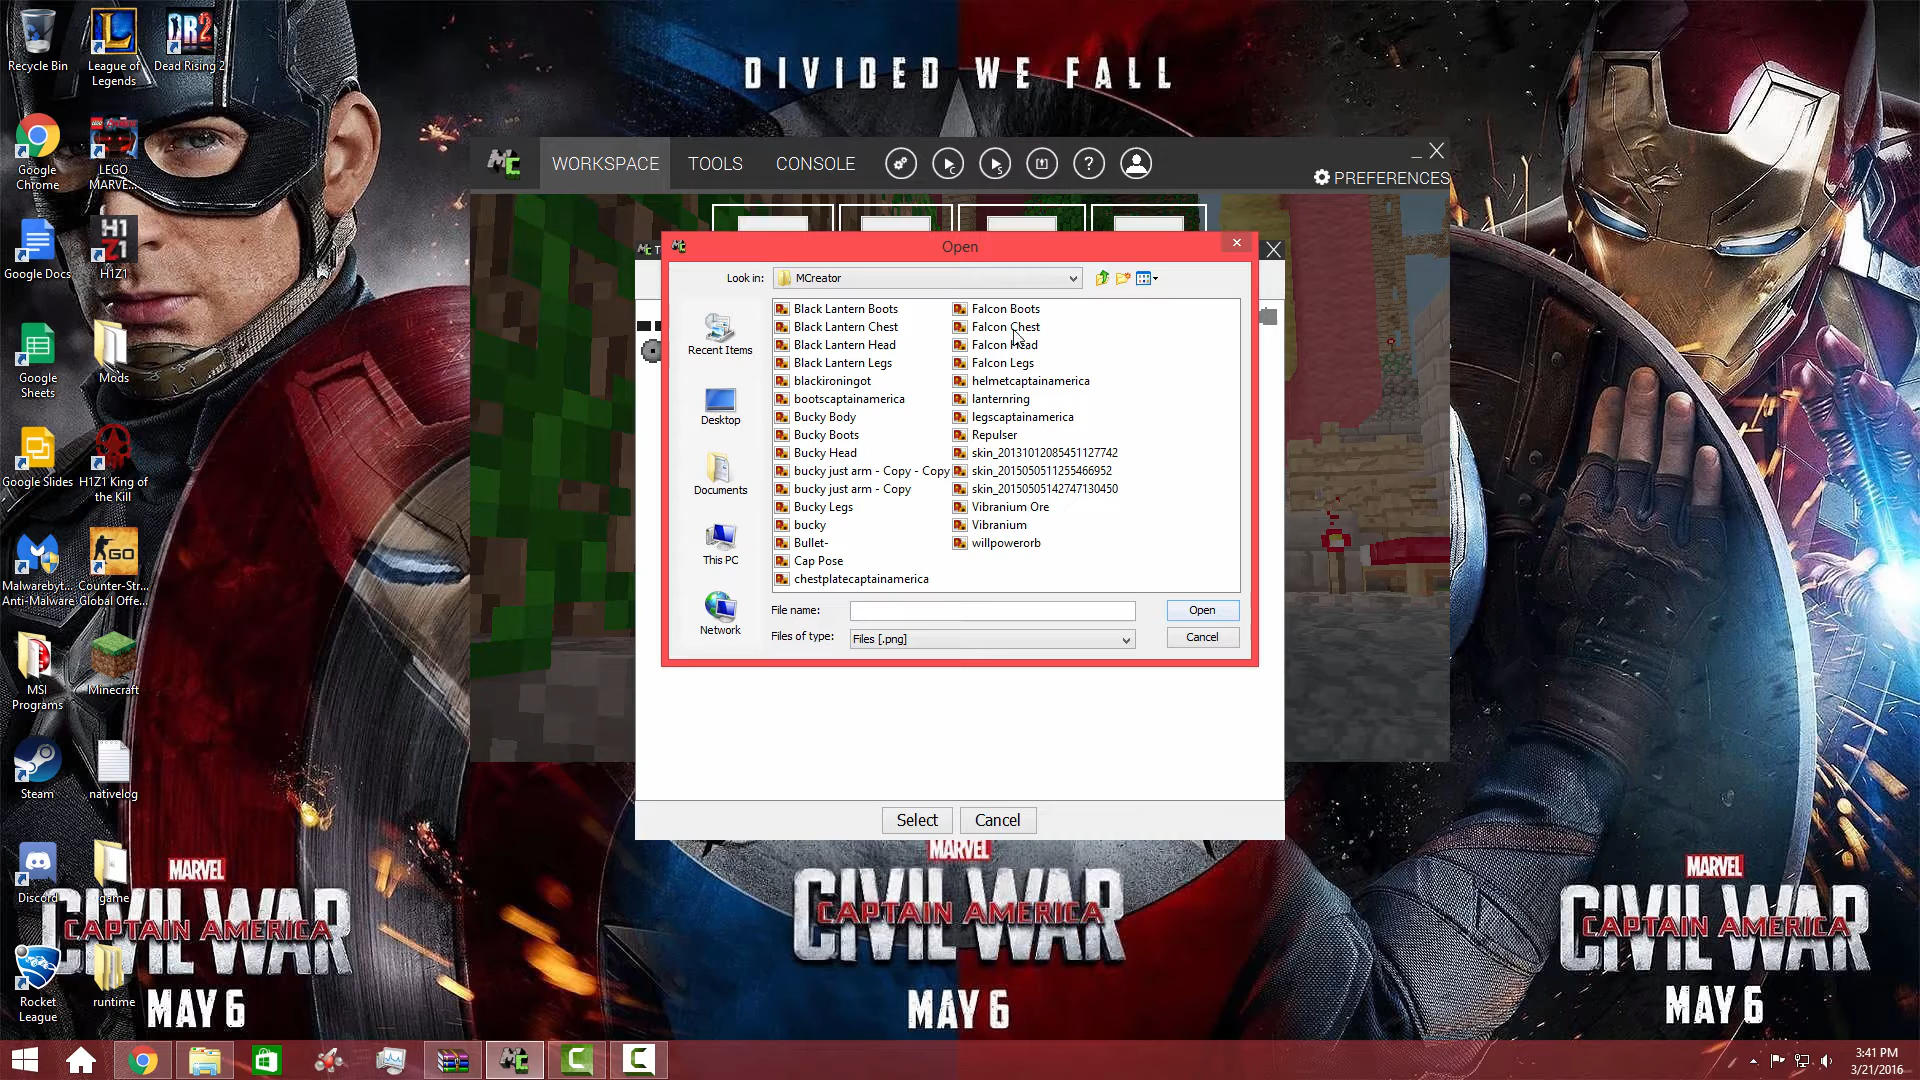 DIVIDED WE FALL
Recycle Bin
League of
Legends
Dead Rising 2
Google
Chrome
LEGO
MARVE...
Google Docs
H1Z1
Google
Sheets
Mods
Google Slides
H1Z1 King of
the Kill
Malwarebyt...
Anti-Malware
Counter-Str...
Global Offe...
MSI
Programs
Minecraft
Steam
nativelog
Discord
game
Rocket
League
runtime
WORKSPACE
TOOLS
CONSOLE
PREFERENCES
Open
Look in:
MCreator
Recent Items
Desktop
Documents
This PC
Network
Black Lantern Boots
Black Lantern Chest
Black Lantern Head
Black Lantern Legs
blackironingot
bootscaptainamerica
Bucky Body
Bucky Boots
Bucky Head
bucky just arm - Copy - Copy
bucky just arm - Copy
Bucky Legs
bucky
Bullet-
Cap Pose
chestplatecaptainamerica
Falcon Boots
Falcon Chest
Falcon Head
Falcon Legs
helmetcaptainamerica
lanternring
legscaptainamerica
Repulser
skin_20131012085451127742
skin_2015050511255466952
skin_20150505142747130450
Vibranium Ore
Vibranium
willpowerorb
File name:
Open
Files of type:
Files [.png]
Cancel
Select
Cancel
MARVEL
CIVIL WAR
CAPTAIN AMERICA
MAY 6
MARVEL
CIVIL WAR
CAPTAIN AMERICA
MAY 6
MARVEL
CIVIL WAR
CAPTAIN AMERICA
MAY 6
3:41 PM
3/21/2016